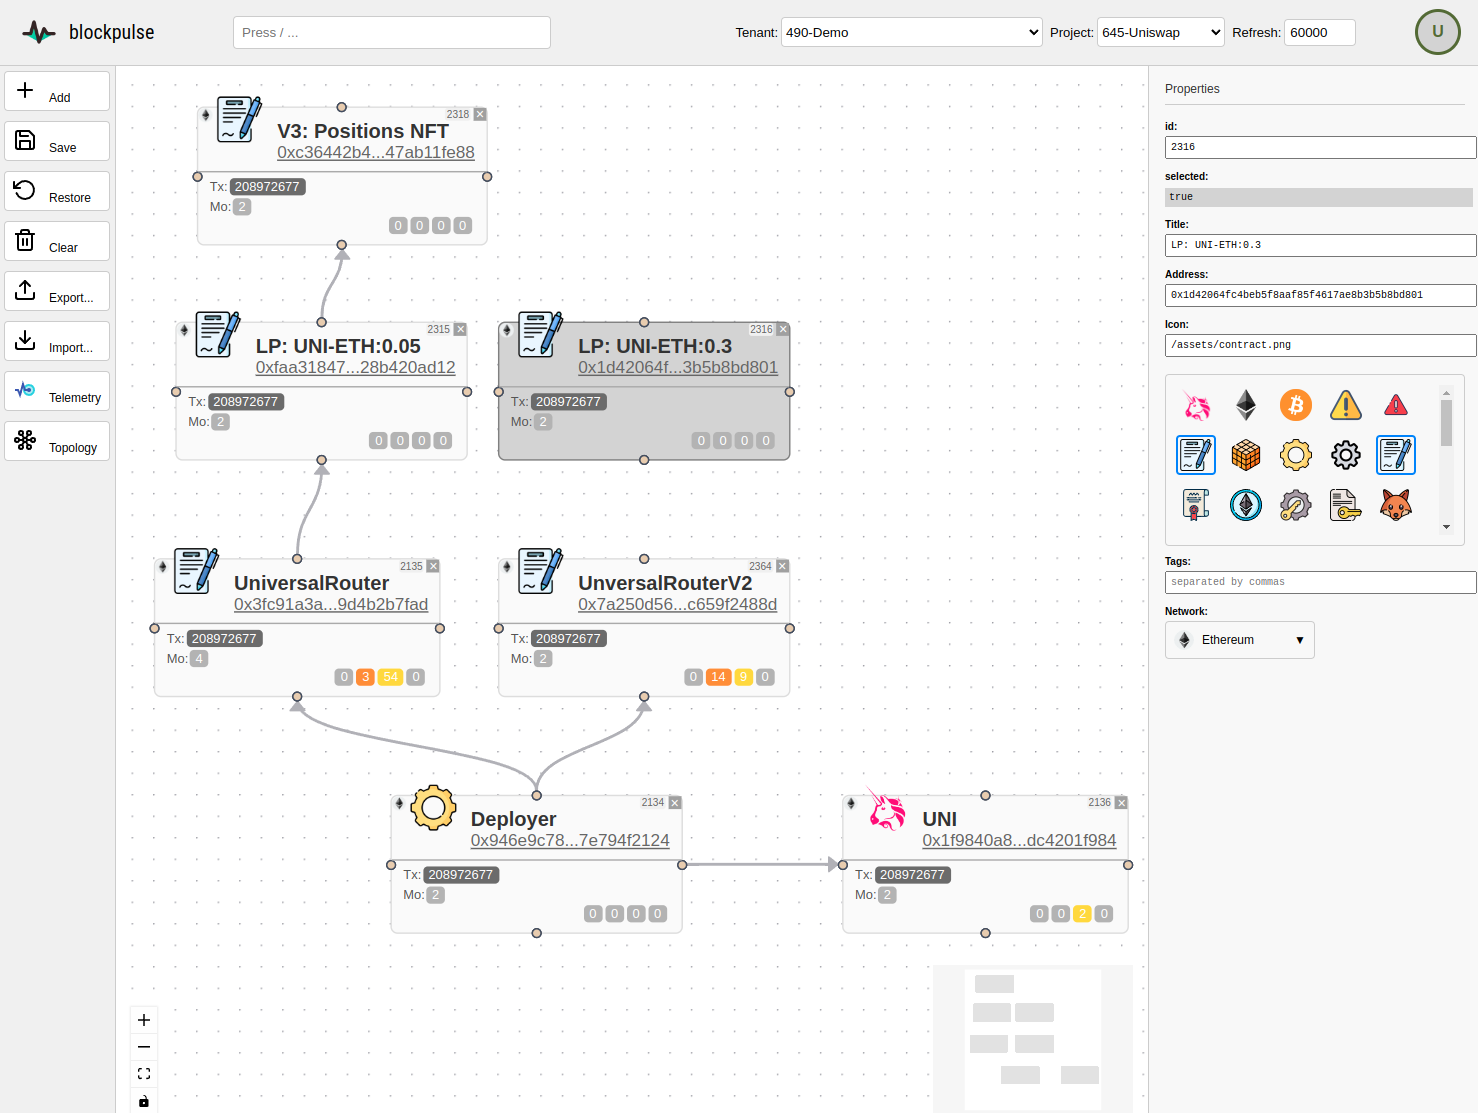 blockpulse
Press / ...
Tenant: 490-Demo Project: 645-Uniswap Refresh: 60000
U
Add
Save
Restore
Clear
Export...
Import...
Telemetry
Topology
2318
V3: Positions NFT
0xc36442b4...47ab11fe88
Tx: 208972677
Mo: 2
0 0 0 0
2315
LP: UNI-ETH:0.05
0xfaa31847...28b420ad12
Tx: 208972677
Mo: 2
0 0 0 0
2316
LP: UNI-ETH:0.3
0x1d42064f...3b5b8bd801
Tx: 208972677
Mo: 2
0 0 0 0
2135
UniversalRouter
0x3fc91a3a...9d4b2b7fad
Tx: 208972677
Mo: 4
0 3 54 0
2364
UnversalRouterV2
0x7a250d56...c659f2488d
Tx: 208972677
Mo: 2
0 14 9 0
2134
Deployer
0x946e9c78...7e794f2124
Tx: 208972677
Mo: 2
0 0 0 0
2136
UNI
0x1f9840a8...dc4201f984
Tx: 208972677
Mo: 2
0 0 2 0
Properties
id:
2316
selected:
true
Title:
LP: UNI-ETH:0.3
Address:
0x1d42064fc4beb5f8aaf85f4617ae8b3b5b8bd801
Icon:
/assets/contract.png
Tags:
separated by commas
Network:
Ethereum